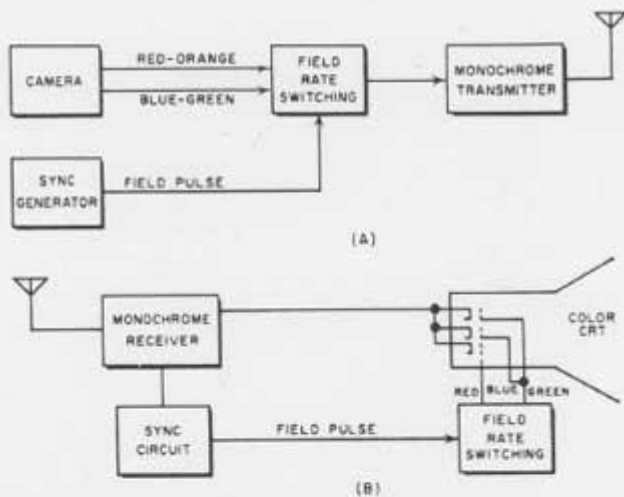 CAMERA
RED-ORANGE
BLUE-GREEN
FIELD
RATE
SWITCHING
MONOCHROME
TRANSMITTER
SYNC
GENERATOR
FIELD PULSE
(A)
MONOCHROME
RECEIVER
COLOR
CRT
RED BLUE GREEN
SYNC
CIRCUIT
FIELD PULSE
FIELD
RATE
SWITCHING
(B)